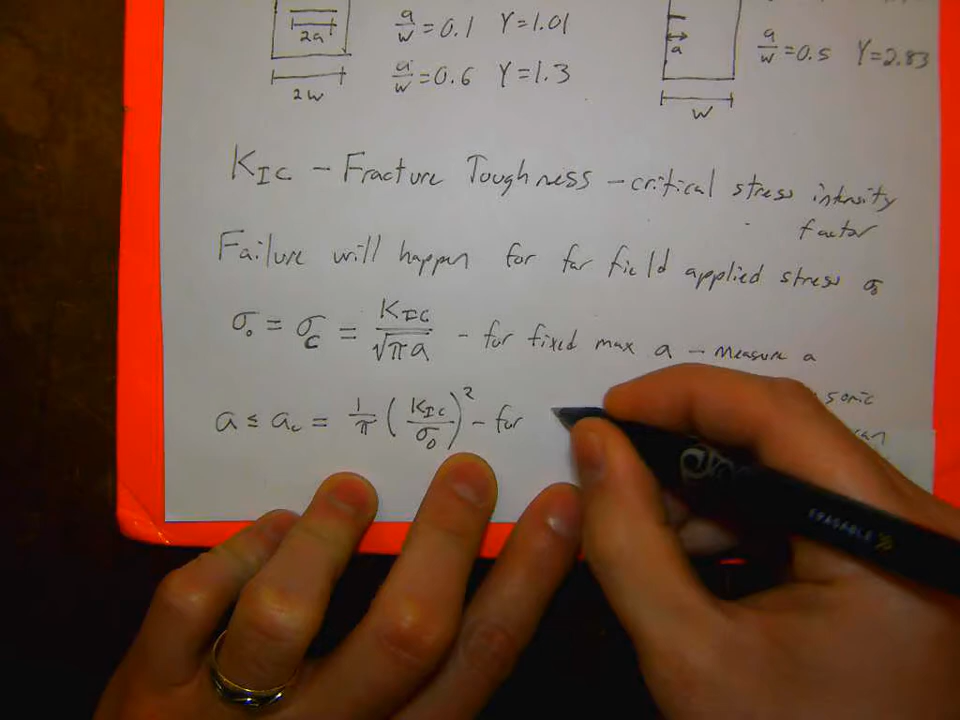 2a
a/w = 0.1 Y = 1.01
a/w = 0.6 Y = 1.3
2w
a
a/w = 0.5 Y = 2.83
w
K_IC - Fracture Toughness - critical stress intensity
factor
Failure will happen for far field applied stress σ₀
σ₀ = σ_c = K_IC/√πa - for fixed max a - measure a
sonic
a ≤ a_c = 1/π (K_IC/σ₀)² - for
ERASABLE